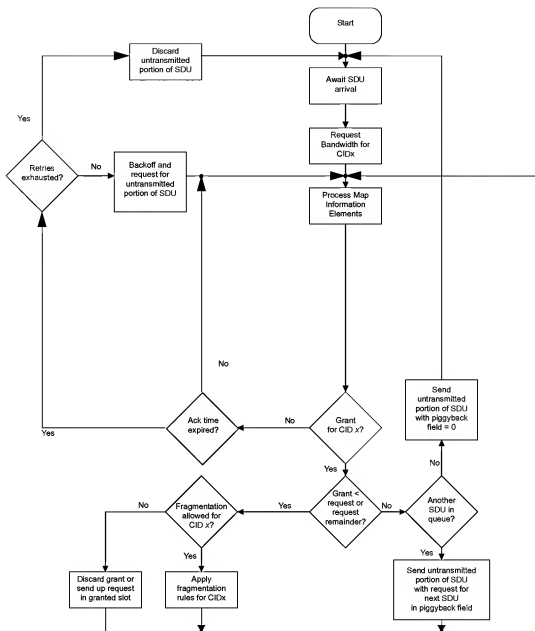 Start
Discard
untransmitted
portion of SDU
Await SDU
arrival
Yes
Request
Bandwidth for
CIDx
Retries
exhausted?
No
Backoff and
request for
untransmitted
portion of SDU
Process Map
Information
Elements
No
Send
untransmitted
portion of SDU
with piggyback
field = 0
Yes
Ack time
expired?
No
Grant
for CID x?
Yes
No
No
Fragmentation
allowed for
CID x?
Yes
Grant <
request or
request
remainder?
No
Another
SDU in
queue?
Yes
Yes
Discard grant or
send up request
in granted slot
Apply
fragmentation
rules for CIDx
Send untransmitted
portion of SDU
with request for
next SDU
in piggyback field